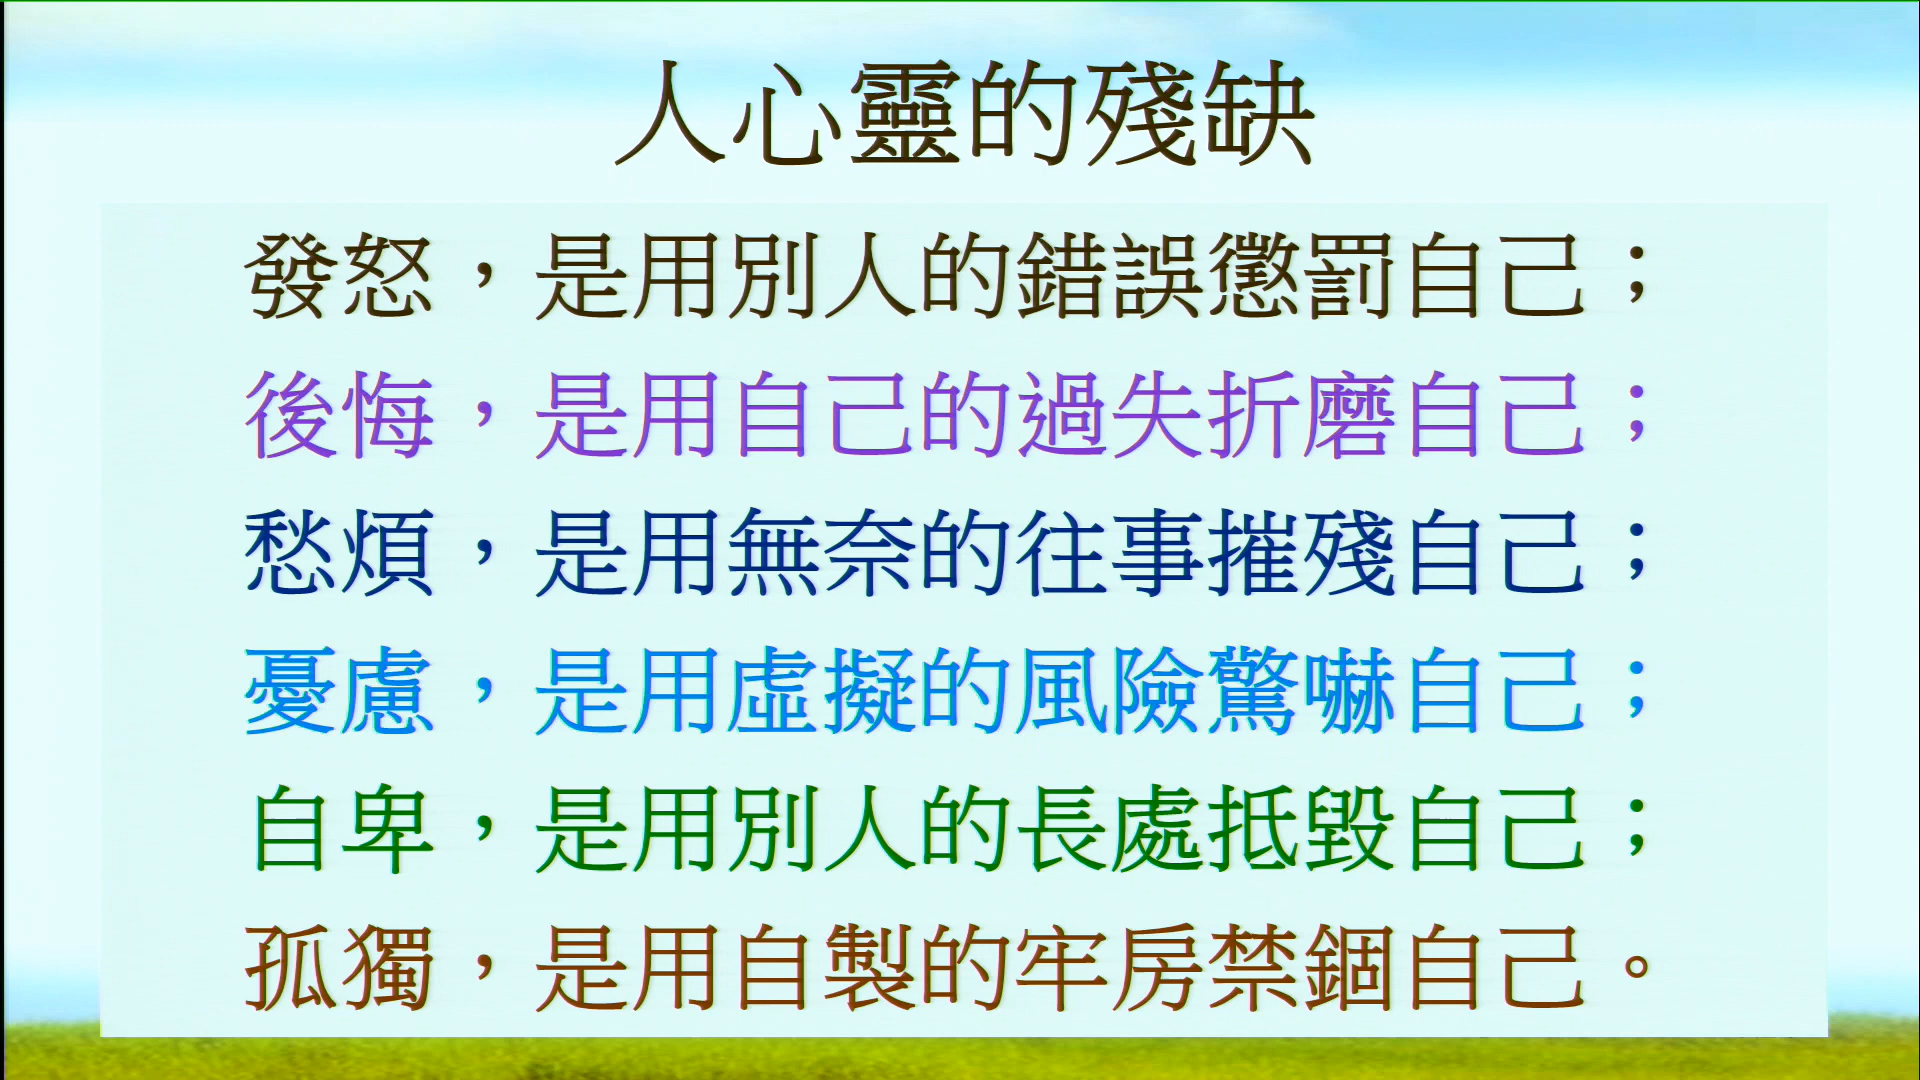 人心靈的殘缺
發怒，是用別人的錯誤懲罰自己；
後悔，是用自己的過失折磨自己；
愁煩，是用無奈的往事摧殘自己；
憂慮，是用虛擬的風險驚嚇自己；
自卑，是用別人的長處抵毀自己；
孤獨，是用自製的牢房禁錮自己。